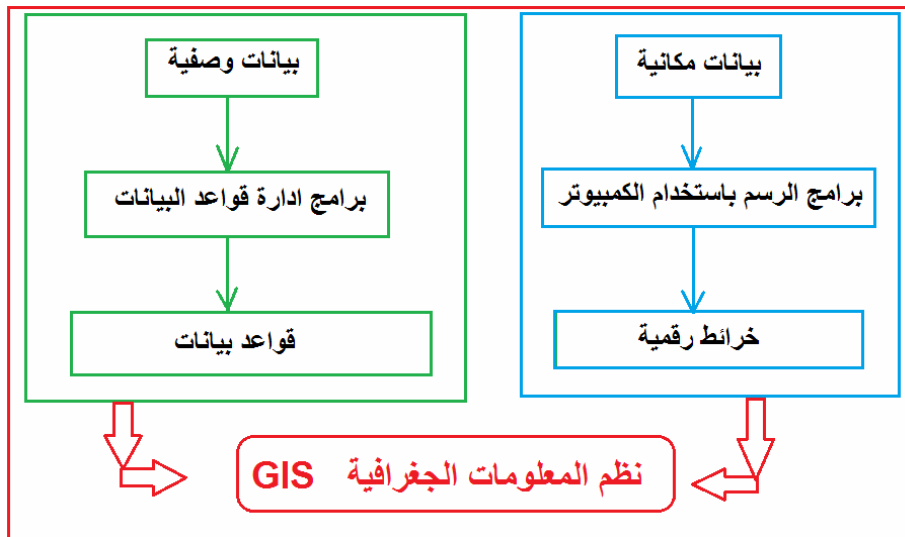 بيانات مكانية
برامج الرسم باستخدام الكمبيوتر
خرائط رقمية
بيانات وصفية
برامج ادارة قواعد البيانات
قواعد بيانات
نظم المعلومات الجغرافية GIS